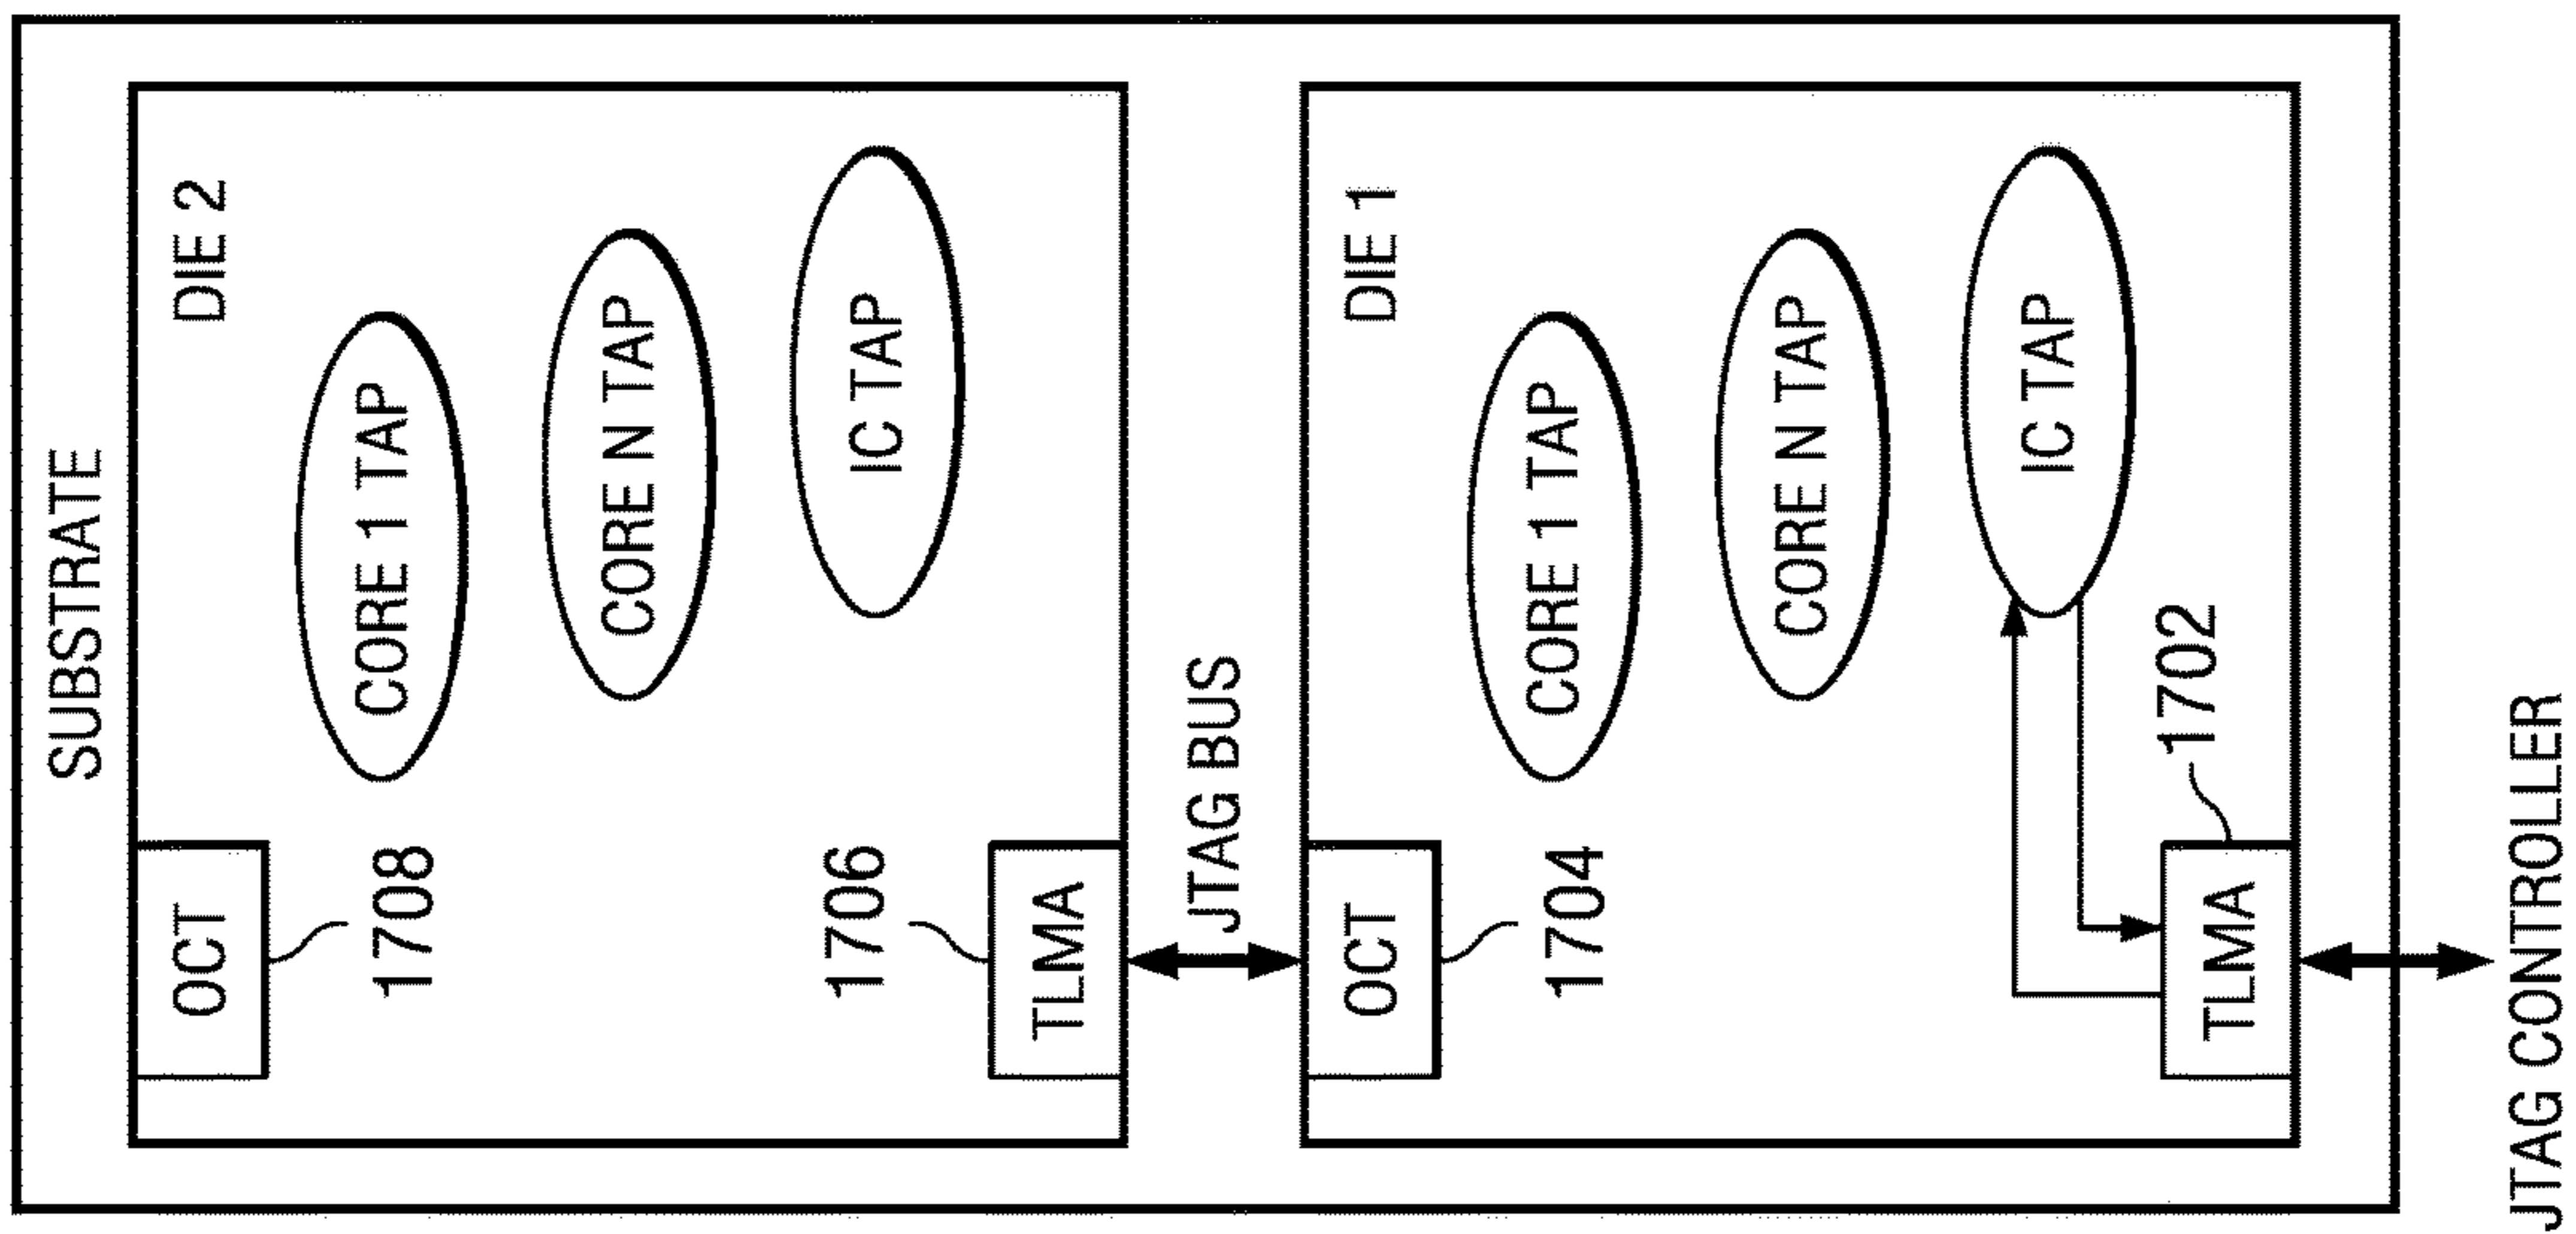 SUBSTRATE
DIE 2
CORE 1 TAP
CORE N TAP
IC TAP
OCT
1708
1706
TLMA
JTAG BUS
DIE 1
CORE 1 TAP
CORE N TAP
IC TAP
OCT
1704
1702
TLMA
JTAG CONTROLLER